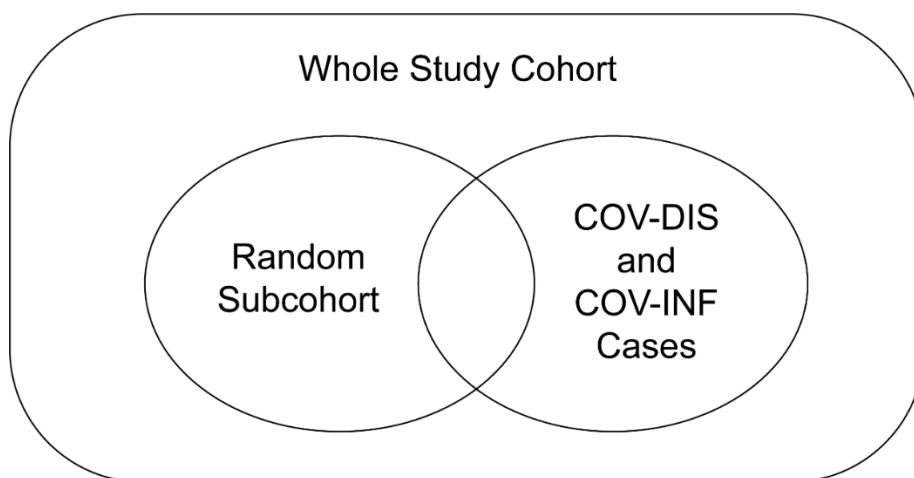 Whole Study Cohort
Random
Subcohort
COV-DIS
and
COV-INF
Cases